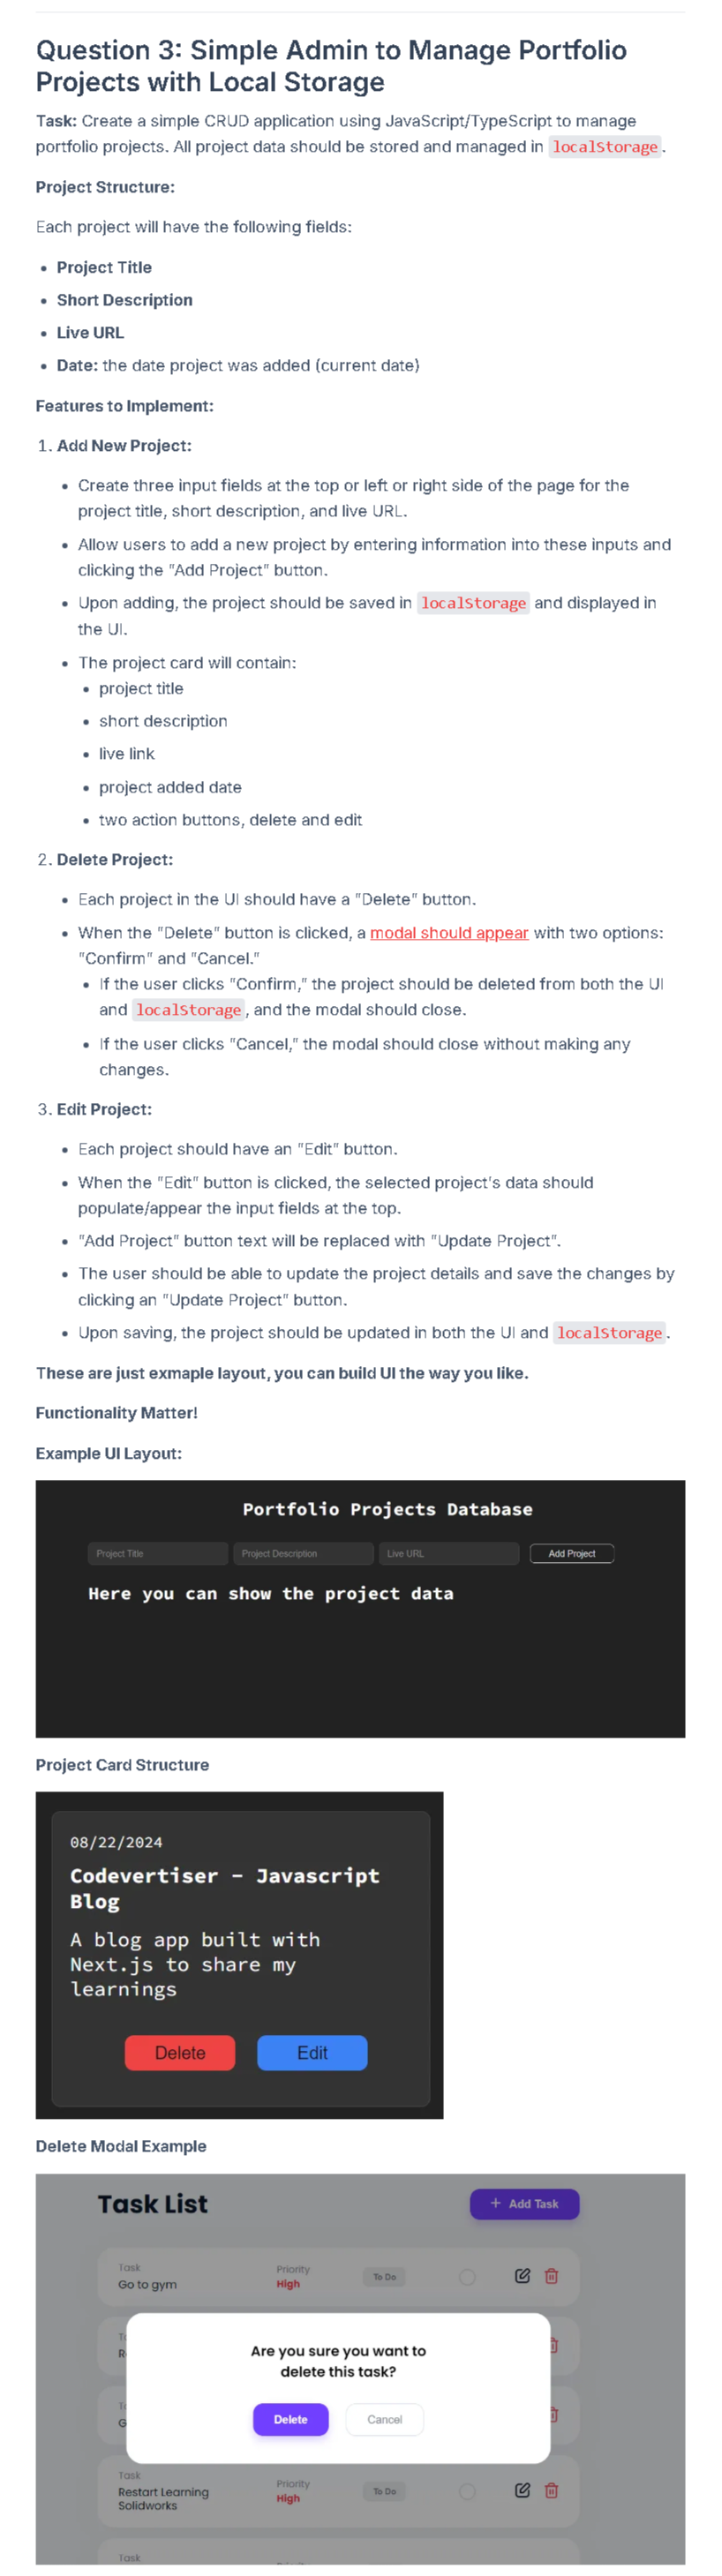 Question 3: Simple Admin to Manage Portfolio
Projects with Local Storage
Task: Create a simple CRUD application using JavaScript/TypeScript to manage
portfolio projects. All project data should be stored and managed in localStorage.
Project Structure:
Each project will have the following fields:
• Project Title
• Short Description
• Live URL
• Date: the date project was added (current date)
Features to Implement:
1. Add New Project:
• Create three input fields at the top or left or right side of the page for the
project title, short description, and live URL.
• Allow users to add a new project by entering information into these inputs and
clicking the "Add Project" button.
• Upon adding, the project should be saved in localStorage and displayed in
the UI.
• The project card will contain:
• project title
• short description
• live link
• project added date
• two action buttons, delete and edit
2. Delete Project:
• Each project in the UI should have a "Delete" button.
• When the "Delete" button is clicked, a modal should appear with two options:
"Confirm" and "Cancel."
• If the user clicks "Confirm," the project should be deleted from both the UI
and localStorage, and the modal should close.
• If the user clicks "Cancel," the modal should close without making any
changes.
3. Edit Project:
• Each project should have an "Edit" button.
• When the "Edit" button is clicked, the selected project's data should
populate/appear the input fields at the top.
• "Add Project" button text will be replaced with "Update Project".
• The user should be able to update the project details and save the changes by
clicking an "Update Project" button.
• Upon saving, the project should be updated in both the UI and localStorage.
These are just exmaple layout, you can build UI the way you like.
Functionality Matter!
Example UI Layout:
Portfolio Projects Database
Project Title Project Description Live URL Add Project
Here you can show the project data
Project Card Structure
08/22/2024
Codevertiser - Javascript
Blog
A blog app built with
Next.js to share my
learnings
Delete Edit
Delete Modal Example
Task List + Add Task
Task Priority
Go to gym High To Do
Are you sure you want to
delete this task?
Delete Cancel
Task Priority
Restart Learning High To Do
Solidworks
Task